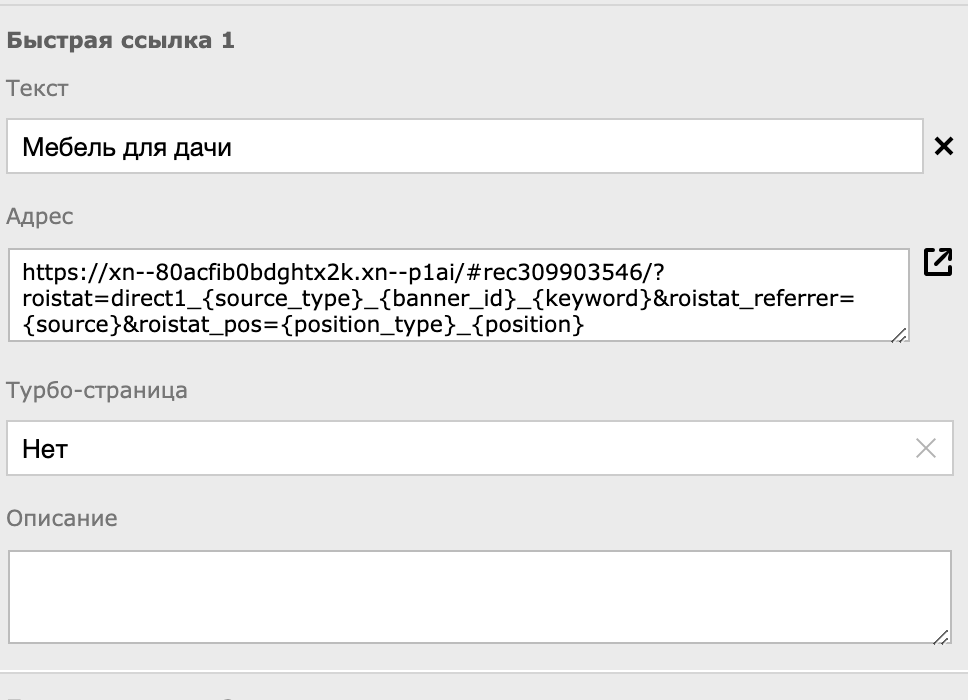 Быстрая ссылка 1
Текст
Мебель для дачи
Адрес
https://xn--80acfib0bdghtx2k.xn--p1ai/#rec309903546/?
roistat=direct1_{source_type}_{banner_id}_{keyword}&roistat_referrer=
{source}&roistat_pos={position_type}_{position}
Турбо-страница
Нет
Описание